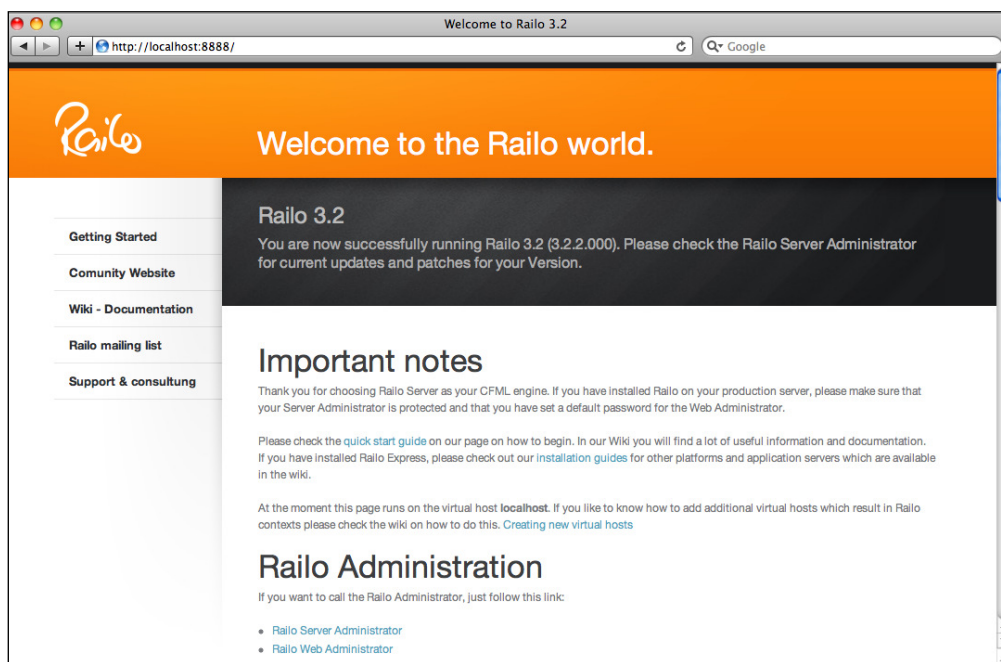 Welcome to Railo 3.2
http://localhost:8888/
Google
Railo
Welcome to the Railo world.
Getting Started
Comunity Website
Wiki - Documentation
Railo mailing list
Support & consultung
Railo 3.2
You are now successfully running Railo 3.2 (3.2.2.000). Please check the Railo Server Administrator
for current updates and patches for your Version.
Important notes
Thank you for choosing Railo Server as your CFML engine. If you have installed Railo on your production server, please make sure that
your Server Administrator is protected and that you have set a default password for the Web Administrator.
Please check the quick start guide on our page on how to begin. In our Wiki you will find a lot of useful information and documentation.
If you have installed Railo Express, please check out our installation guides for other platforms and application servers which are available
in the wiki.
At the moment this page runs on the virtual host localhost. If you like to know how to add additional virtual hosts which result in Railo
contexts please check the wiki on how to do this. Creating new virtual hosts
Railo Administration
If you want to call the Railo Administrator, just follow this link:
• Railo Server Administrator
• Railo Web Administrator